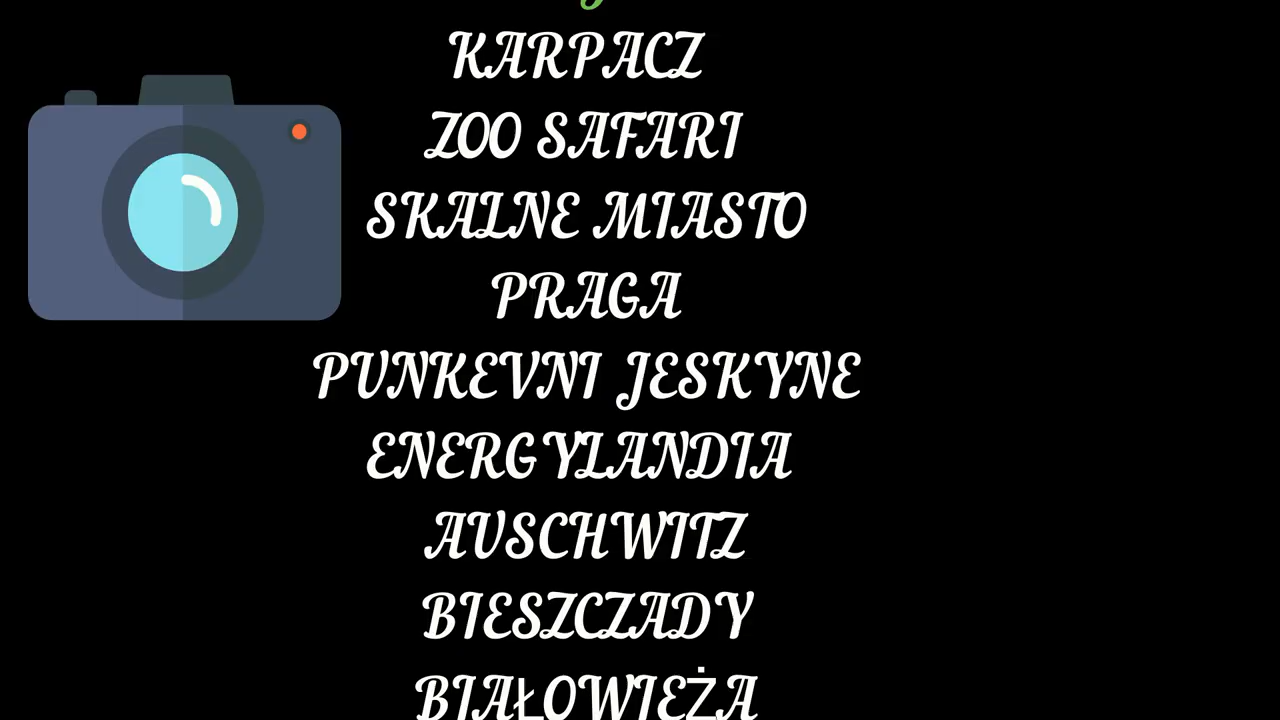 KARPACZ
ZOO SAFARI
SKALNE MIASTO
PRAGA
PUNKEVNI JESKYNE
ENERGYLANDIA
AUSCHWITZ
BIESZCZADY
BIAŁOWIEŻA